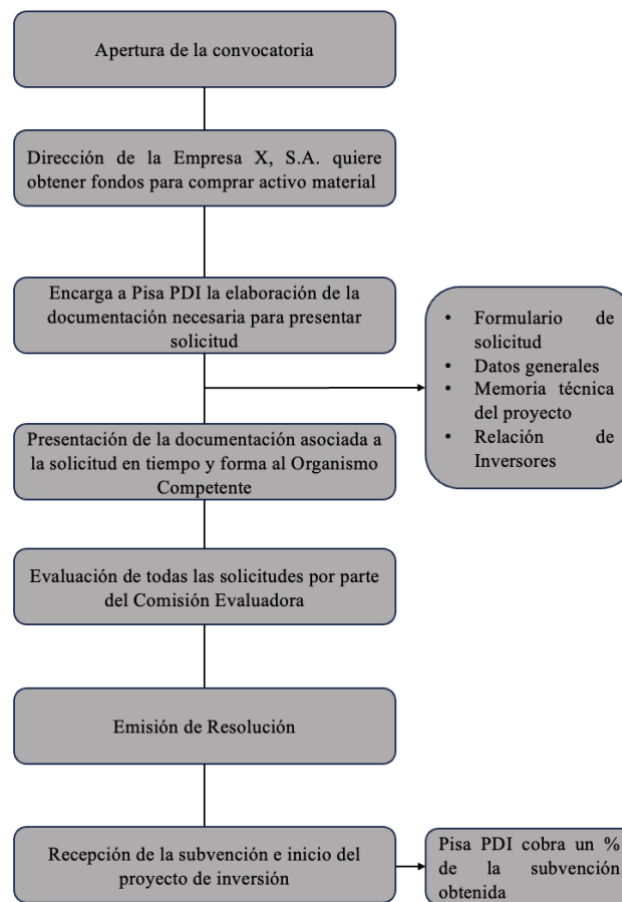 Apertura de la convocatoria
Dirección de la Empresa X, S.A. quiere
obtener fondos para comprar activo material
Encarga a Pisa PDI la elaboración de la
documentación necesaria para presentar
solicitud
• Formulario de
solicitud
• Datos generales
• Memoria técnica
del proyecto
• Relación de
Inversores
Presentación de la documentación asociada a
la solicitud en tiempo y forma al Organismo
Competente
Evaluación de todas las solicitudes por parte
del Comisión Evaluadora
Emisión de Resolución
Recepción de la subvención e inicio del
proyecto de inversión
Pisa PDI cobra un %
de la subvención
obtenida